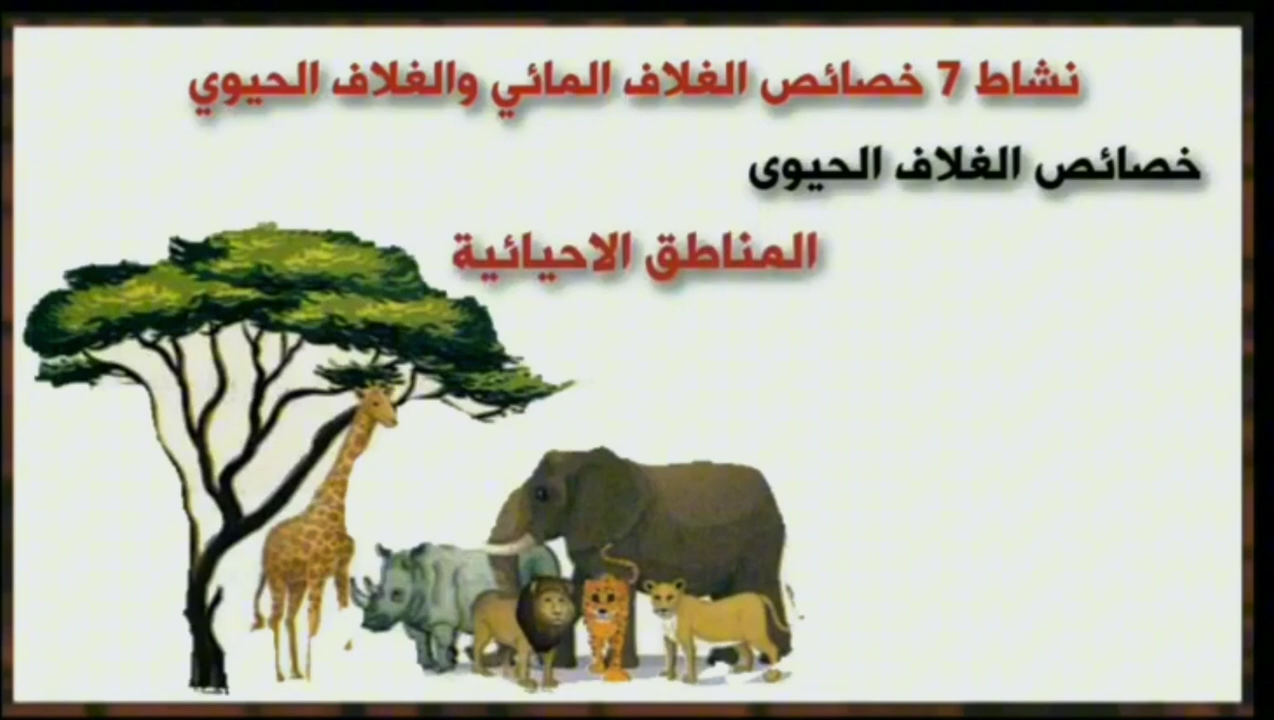 نشاط 7 خصائص الغلاف المائي والغلاف الحيوي
خصائص الغلاف الحيوى
المناطق الاحيائية